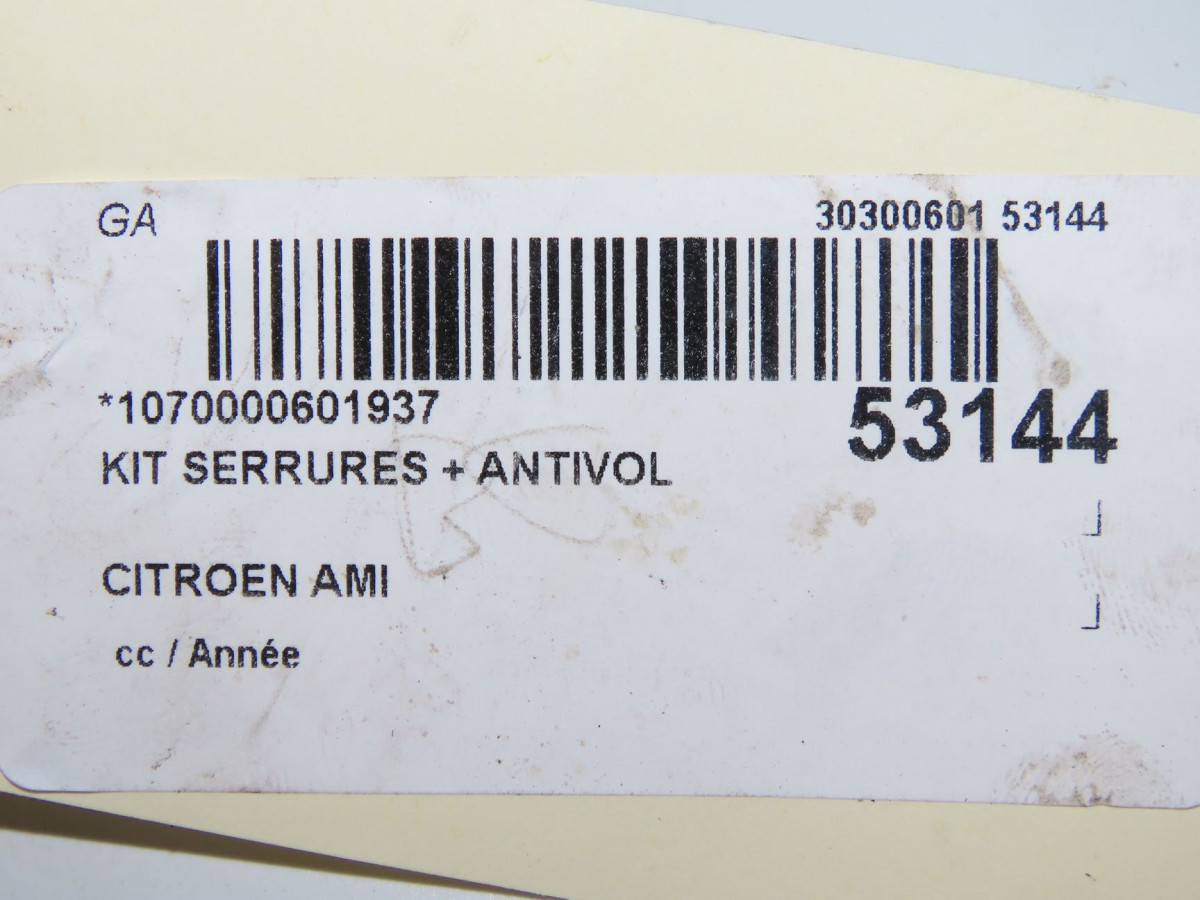 GA 30300601 53144
*1070000601937 53144
KIT SERRURES + ANTIVOL
CITROEN AMI
cc / Année